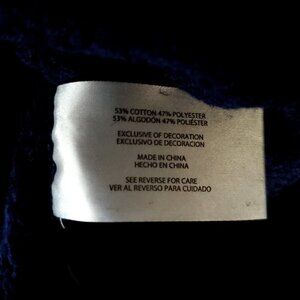 53% COTTON 47% POLYESTER
53% ALGODÓN 47% POLIÉSTER
EXCLUSIVE OF DECORATION
EXCLUSIVO DE DECORACION
MADE IN CHINA
HECHO EN CHINA
SEE REVERSE FOR CARE
VER AL REVERSO PARA CUIDADO